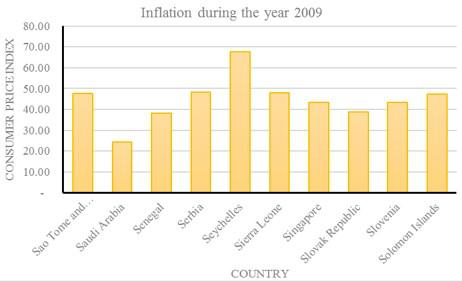 Inflation during the year 2009
CONSUMER PRICE INDEX
80.00
70.00
60.00
50.00
40.00
30.00
20.00
10.00
-
Sao Tome and...
Saudi Arabia
Senegal
Serbia
Seychelles
Sierra Leone
Singapore
Slovak Republic
Slovenia
Solomon Islands
COUNTRY